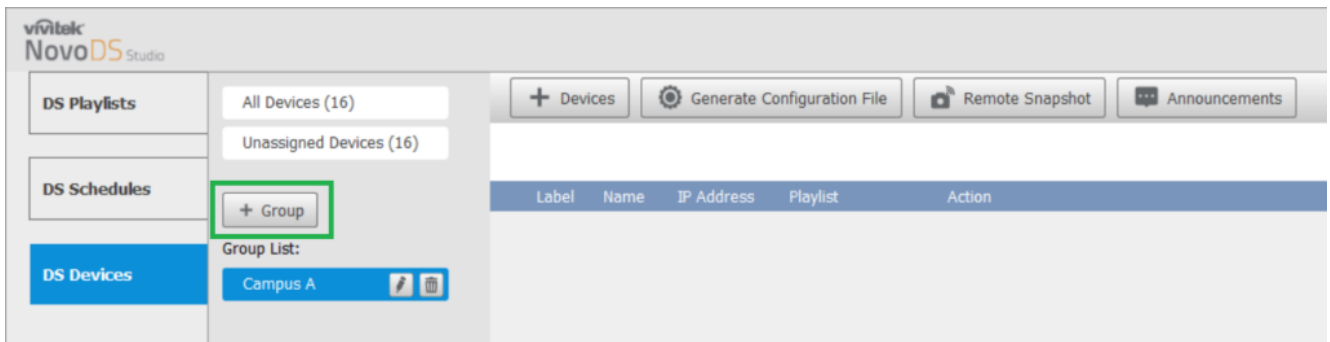 vivitek
NovoDS Studio
DS Playlists
DS Schedules
DS Devices
All Devices (16)
Unassigned Devices (16)
+ Group
Group List:
Campus A
+ Devices
Generate Configuration File
Remote Snapshot
Announcements
Label Name IP Address Playlist Action